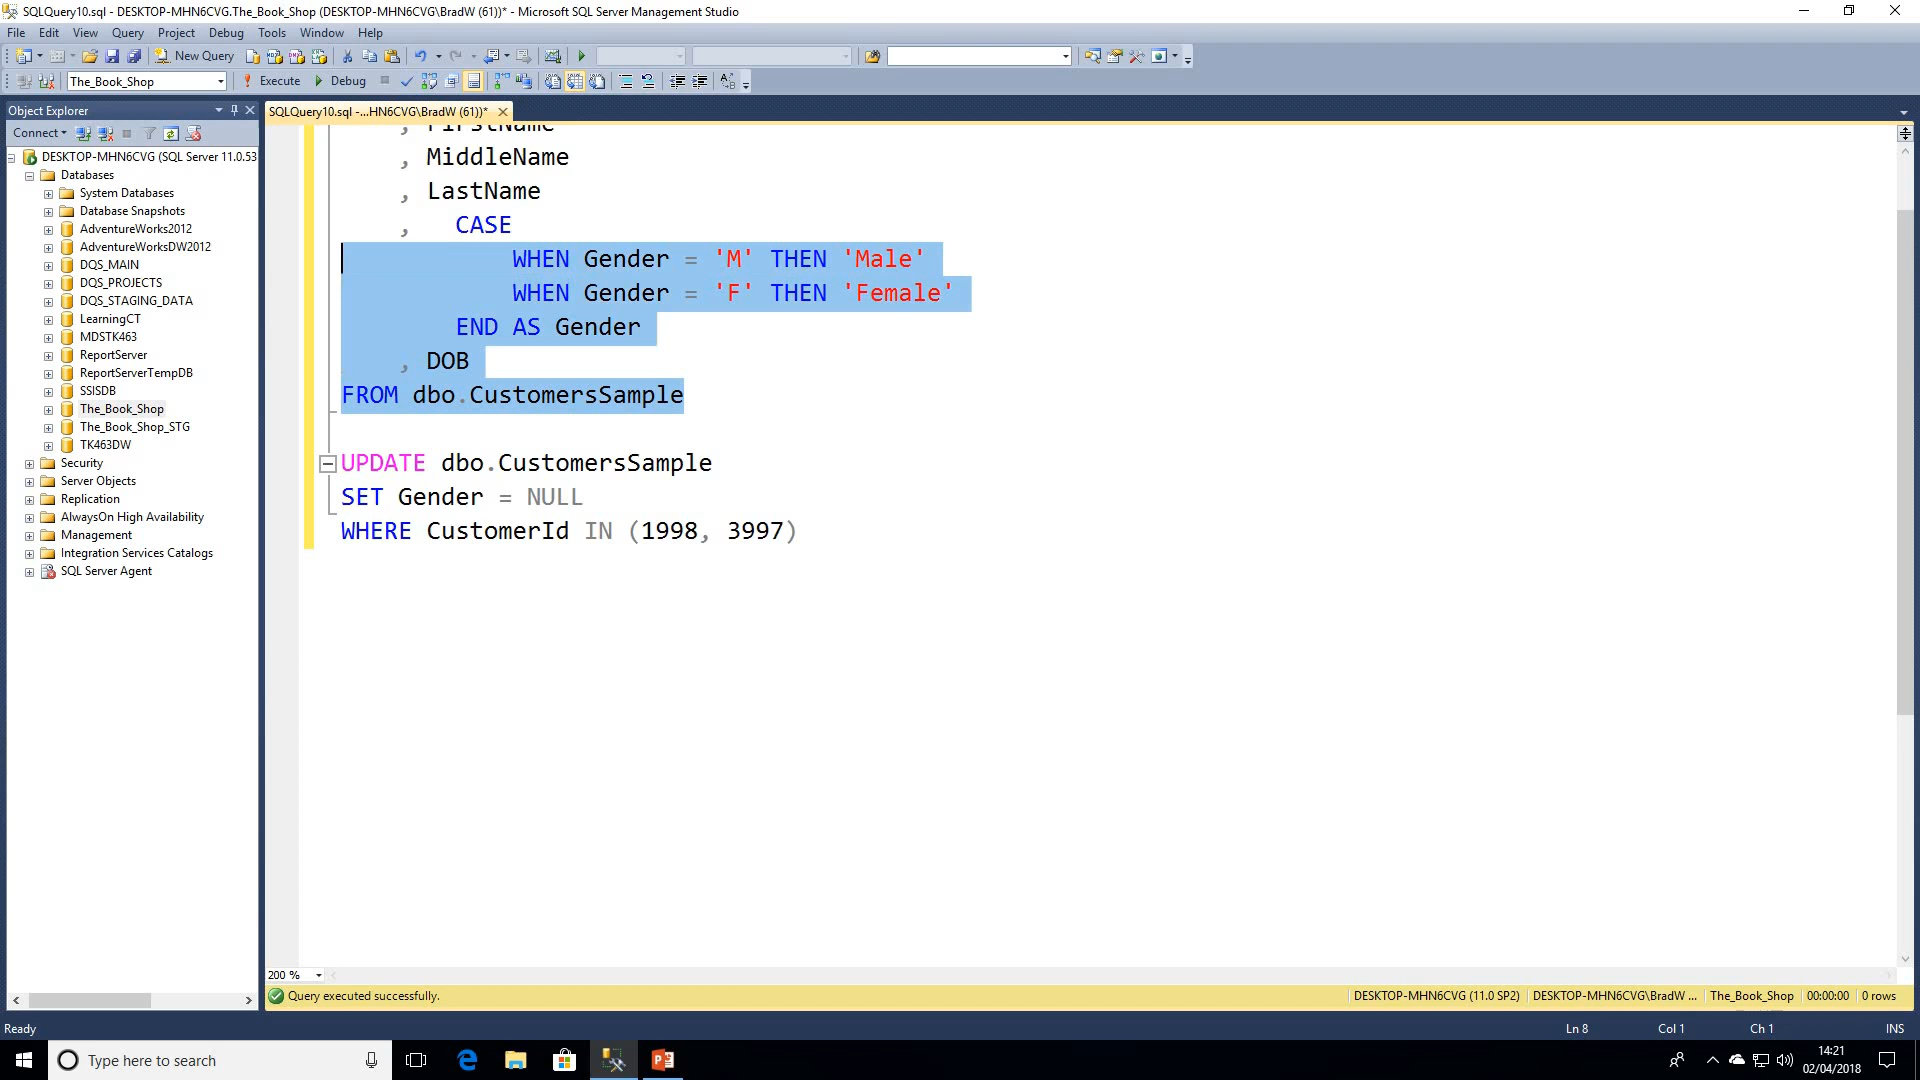 SQLQuery10.sql - DESKTOP-MHN6CVG.The_Book_Shop (DESKTOP-MHN6CVG\BradW (61))* - Microsoft SQL Server Management Studio
File Edit View Query Project Debug Tools Window Help
New Query
The_Book_Shop Execute Debug
Object Explorer
Connect
DESKTOP-MHN6CVG (SQL Server 11.0.53
Databases
System Databases
Database Snapshots
AdventureWorks2012
AdventureWorksDW2012
DQS_MAIN
DQS_PROJECTS
DQS_STAGING_DATA
LearningCT
MDSTK463
ReportServer
ReportServerTempDB
SSISDB
The_Book_Shop
The_Book_Shop_STG
TK463DW
Security
Server Objects
Replication
AlwaysOn High Availability
Management
Integration Services Catalogs
SQL Server Agent
SQLQuery10.sql -...HN6CVG\BradW (61))*
, FirstName
, MiddleName
, LastName
, CASE
WHEN Gender = 'M' THEN 'Male'
WHEN Gender = 'F' THEN 'Female'
END AS Gender
, DOB
FROM dbo.CustomersSample
UPDATE dbo.CustomersSample
SET Gender = NULL
WHERE CustomerId IN (1998, 3997)
200 %
Query executed successfully. DESKTOP-MHN6CVG (11.0 SP2) DESKTOP-MHN6CVG\BradW ... The_Book_Shop 00:00:00 0 rows
Ready Ln 8 Col 1 Ch 1 INS
Type here to search
14:21
02/04/2018